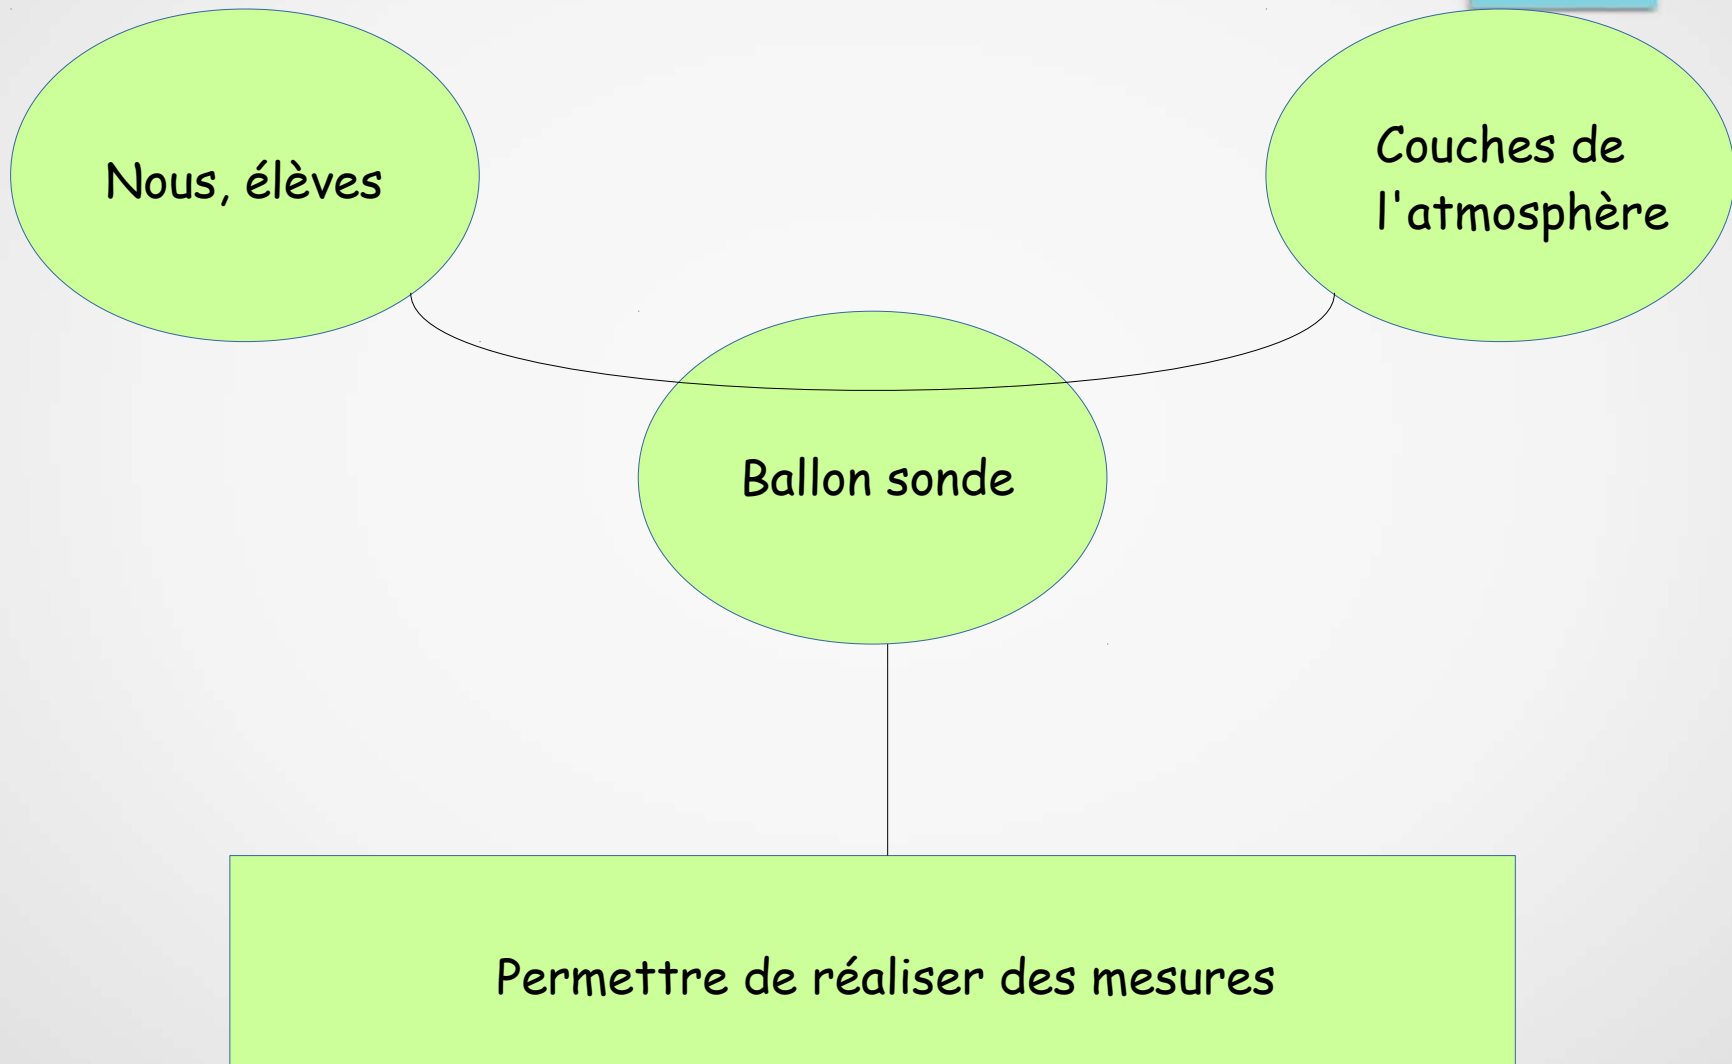 Nous, élèves
Couches de
l'atmosphère
Ballon sonde
Permettre de réaliser des mesures